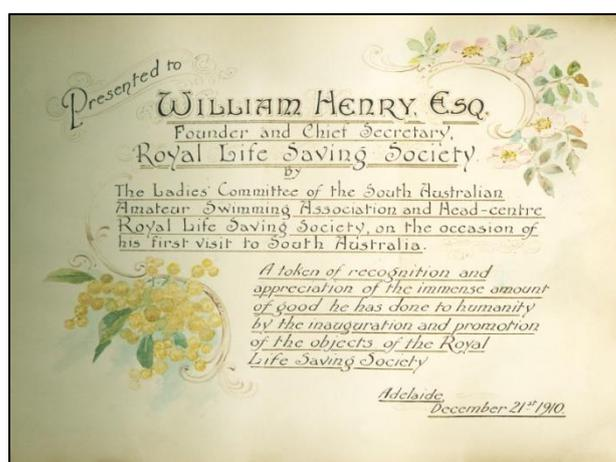 Presented to
WILLIAM HENRY, ESQ.
Founder and Chief Secretary,
Royal Life Saving Society
By
The Ladies' Committee of the South Australian
Amateur Swimming Association and Head-centre
Royal Life Saving Society, on the occasion of
his first visit to South Australia.
A token of recognition and
appreciation of the immense amount
of good he has done to humanity
by the inauguration and promotion
of the objects of the Royal
Life Saving Society
Adelaide,
December 21st 1910.